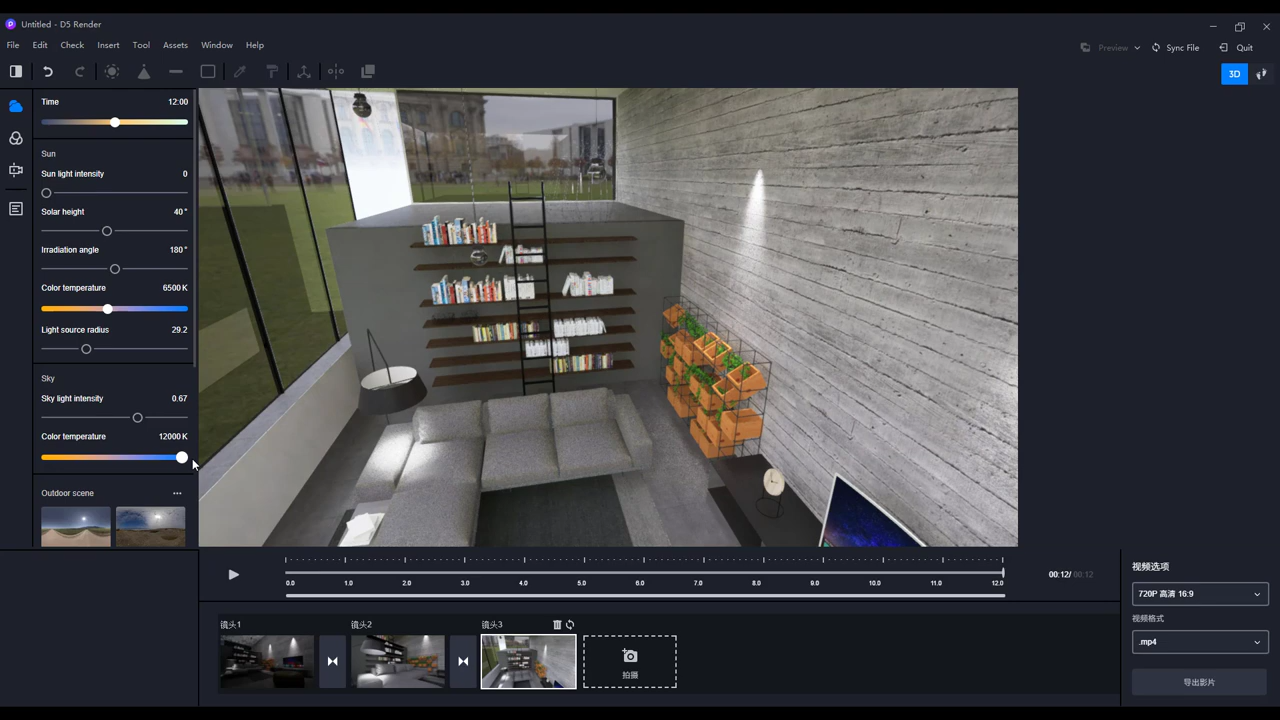 Untitled - D5 Render
File Edit Check Insert Tool Assets Window Help
Preview Sync File Quit
3D
Time 12:00
Sun
Sun light intensity 0
Solar height 40°
Irradiation angle 180°
Color temperature 6500 K
Light source radius 29.2
Sky
Sky light intensity 0.67
Color temperature 12000 K
Outdoor scene
0.0 1.0 2.0 3.0 4.0 5.0 6.0 7.0 8.0 9.0 10.0 11.0 12.0
00:12/ 00:12
镜头1 镜头2 镜头3
拍摄
视频选项
720P 高清 16:9
视频格式
.mp4
导出影片